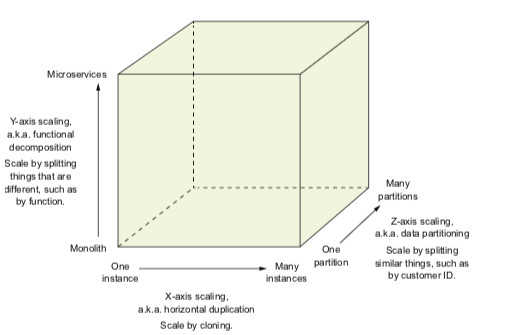 Microservices
Y-axis scaling,
a.k.a. functional
decomposition
Scale by splitting
things that are
different, such as
by function.
Monolith
One
instance
Many
instances
X-axis scaling,
a.k.a. horizontal duplication
Scale by cloning.
One
partition
Many
partitions
Z-axis scaling,
a.k.a. data partitioning
Scale by splitting
similar things, such as
by customer ID.